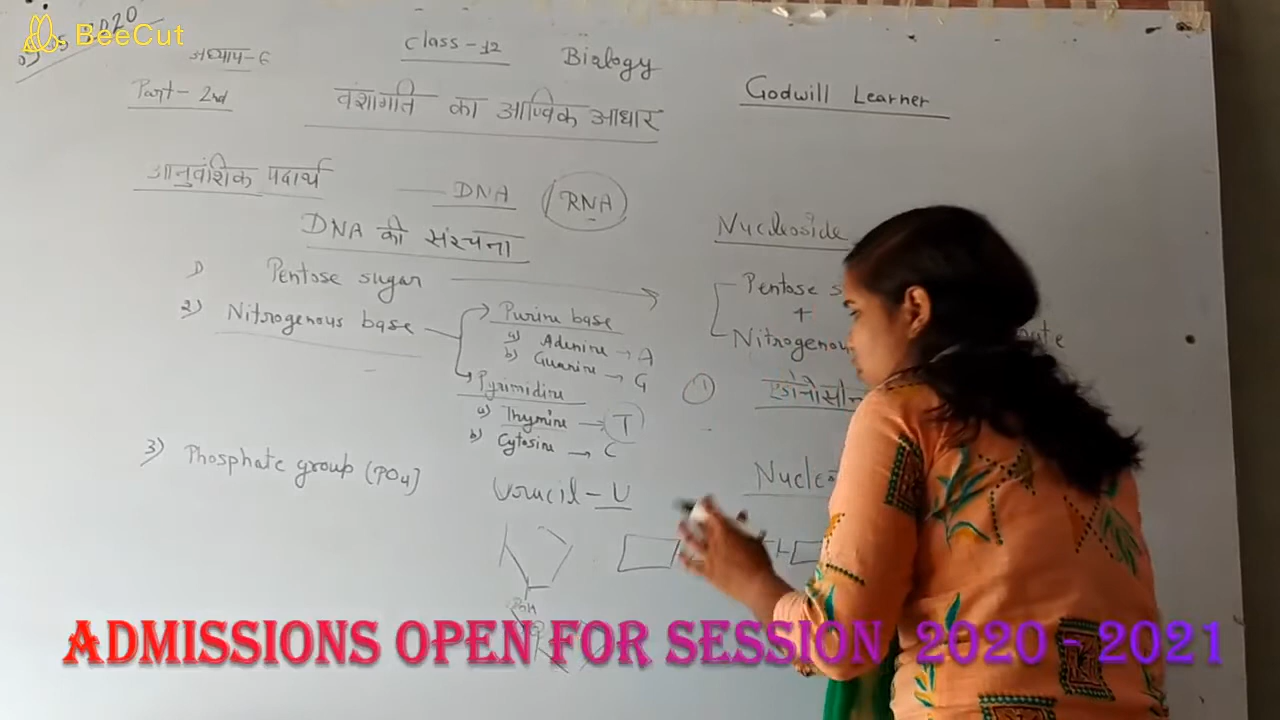 BeeCut
2020
अध्याय-6
Class-12
Biology
Part-2nd
वंशागति का आण्विक आधार
Godwill Learner
आनुवंशिक पदार्थ
DNA
RNA
DNA की संरचना
1) Pentose sugar
2) Nitrogenous base
Purine base
a) Adenine → A
b) Guanine → G
Pyrimidine
a) Thymine → T
b) Cytosine → C
3) Phosphate group (PO4)
Uracil - U
Nucleoside
Pentose s
+
Nitrogenou
1
Nucle
ADMISSIONS OPEN FOR SESSION 2020 - 2021